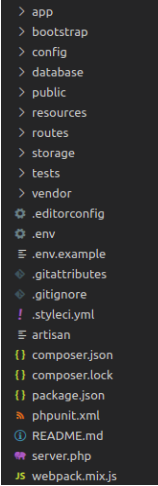 app
bootstrap
config
database
public
resources
routes
storage
tests
vendor
.editorconfig
.env
.env.example
.gitattributes
.gitignore
.styleci.yml
artisan
composer.json
composer.lock
package.json
phpunit.xml
README.md
server.php
JS webpack.mix.js